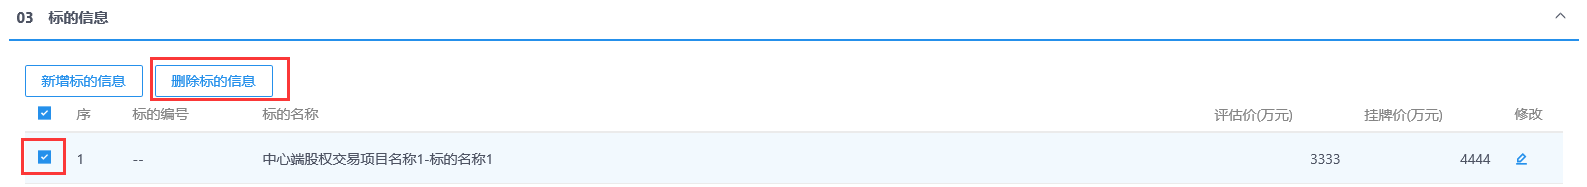 03 标的信息
新增标的信息 删除标的信息
序 标的编号 标的名称 评估价(万元) 挂牌价(万元) 修改
1 -- 中心端股权交易项目名称1-标的名称1 3333 4444